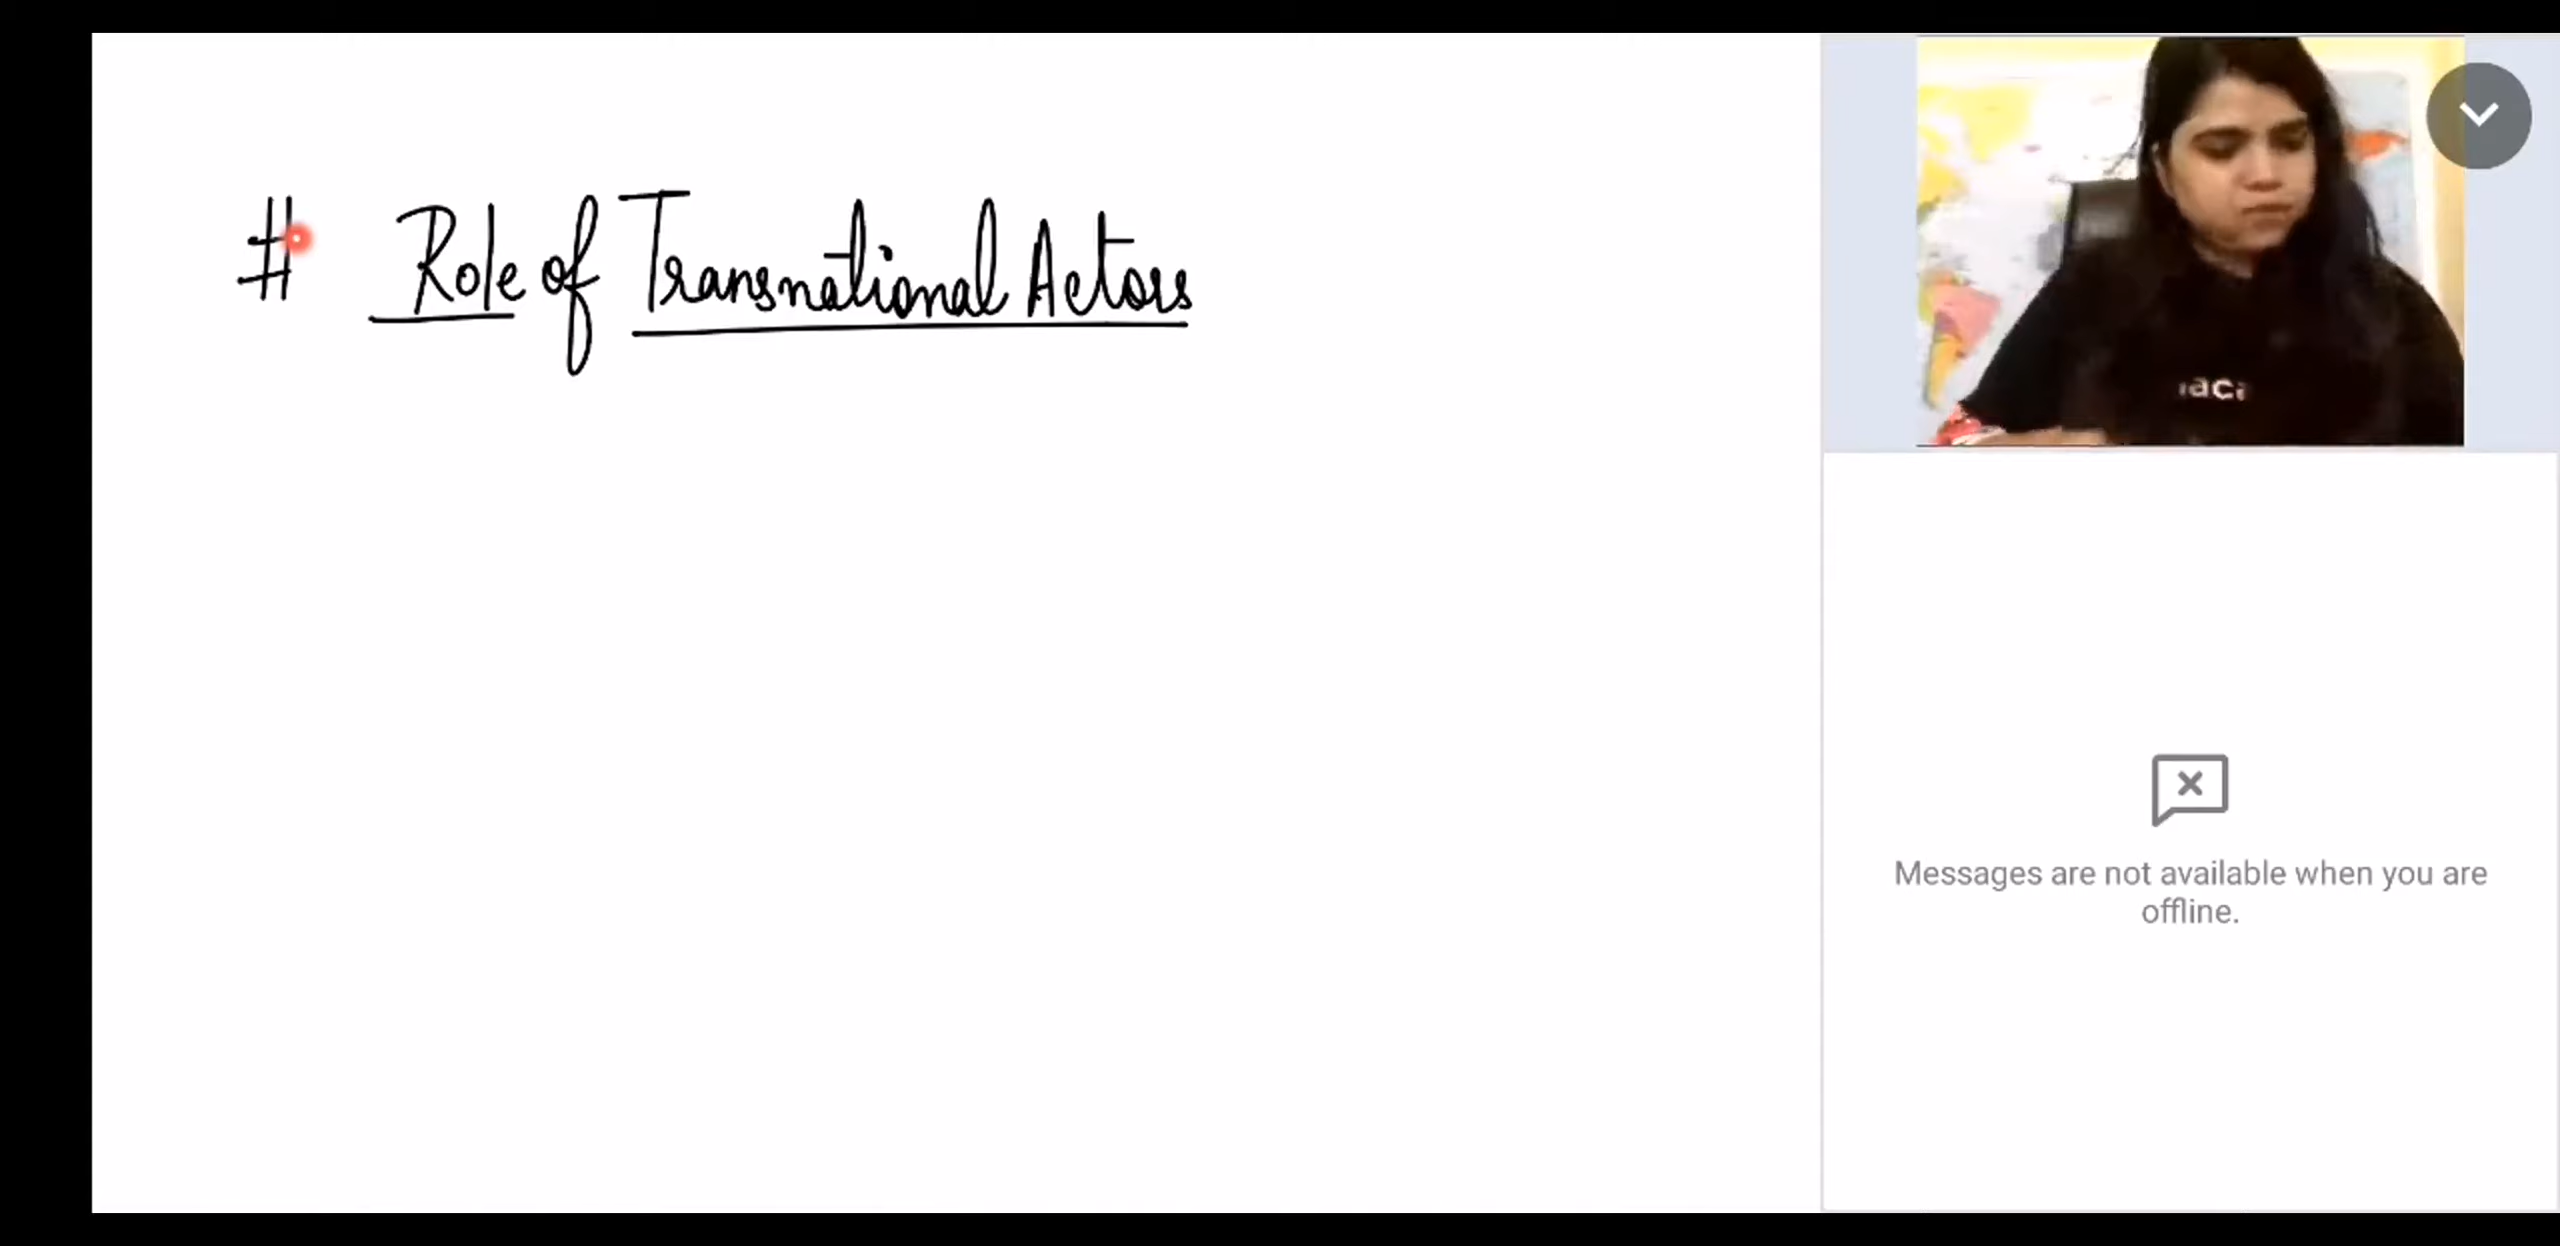 # Role of Transnational Actors
Messages are not available when you are
offline.